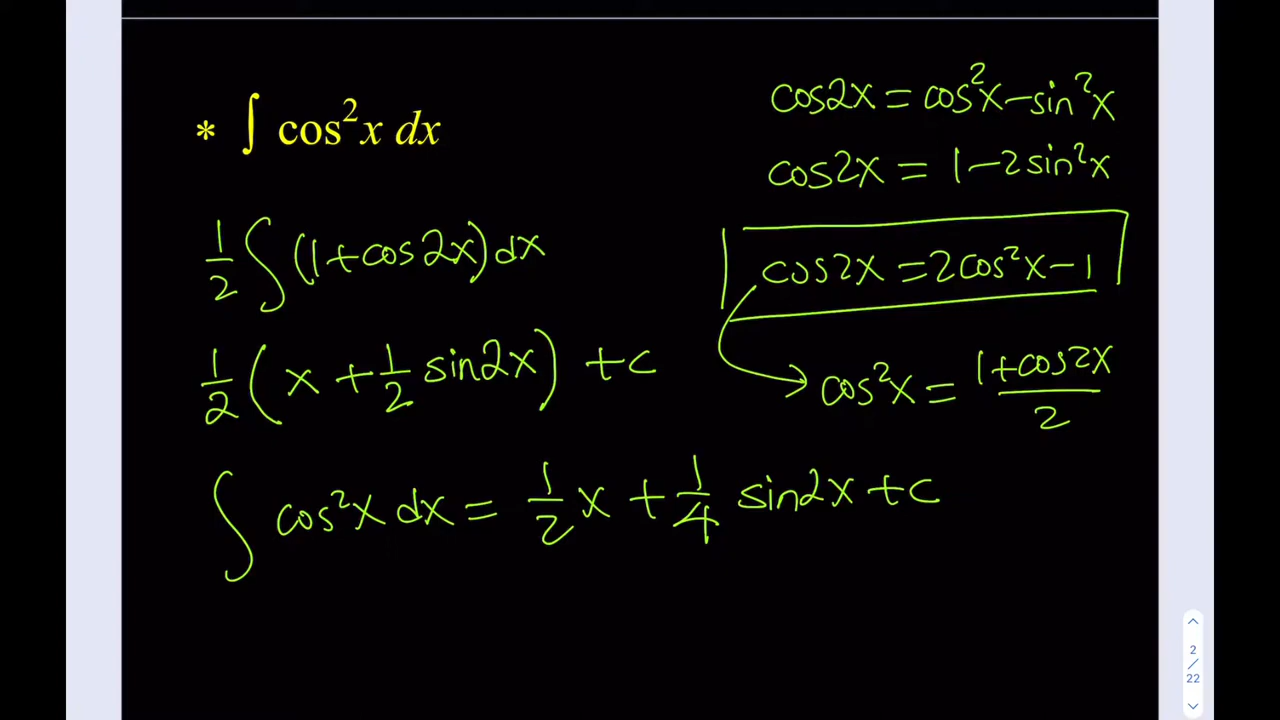 * ∫ cos²x dx
1/2 ∫ (1+cos2x)dx
1/2 ( x + 1/2 sin2x ) + c
∫ cos²x dx = 1/2 x + 1/4 sin2x + c
cos2x = cos²x - sin²x
cos2x = 1 - 2sin²x
cos2x = 2cos²x - 1
cos²x = (1+cos2x)/2
2
/
22